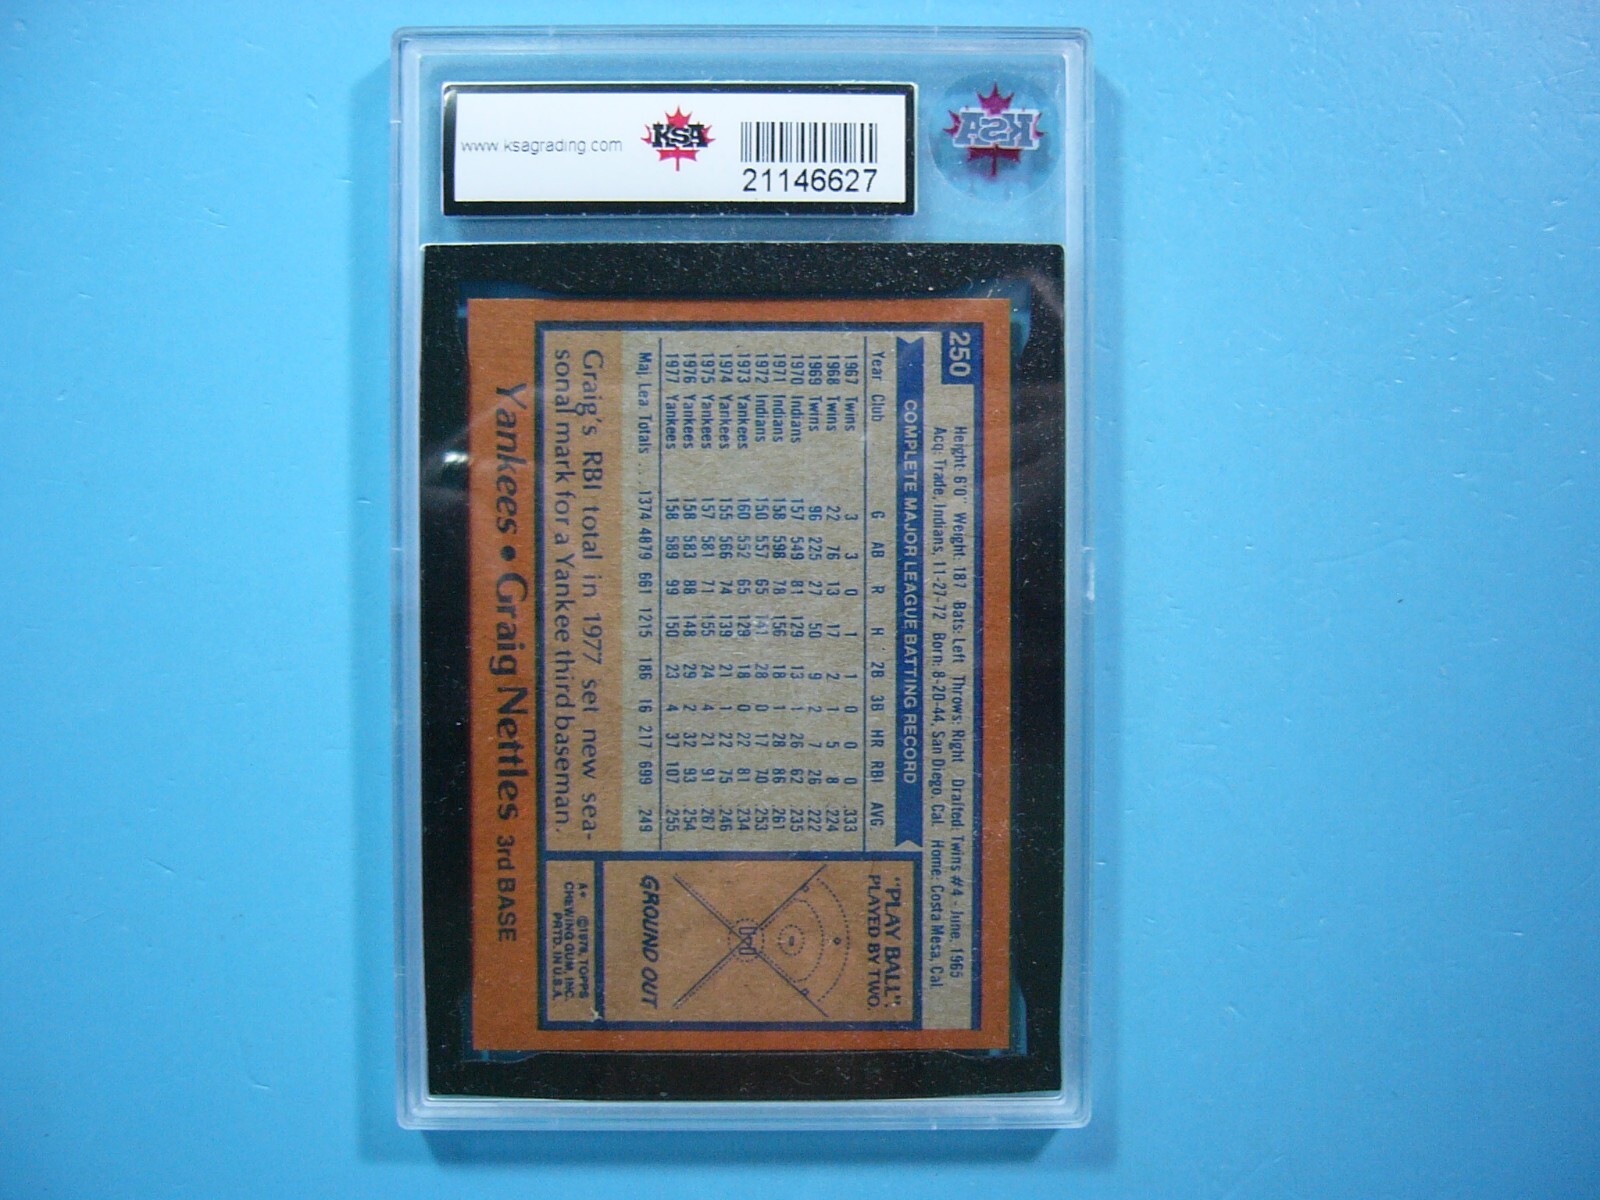 www.ksagrading.com
KSA
21146627
KSA
250
Height: 6'0" Weight: 187 Bats: Left Throws: Right Drafted: Twins #4 - June, 1965
Acq: Trade, Indians, 11-27-72 Born: 8-20-44, San Diego, Cal. Home: Costa Mesa, Cal.
COMPLETE MAJOR LEAGUE BATTING RECORD
Year Club G AB R H 2B 3B HR RBI AVG.
1967 Twins 3 3 0 1 1 0 0 0 .333
1968 Twins 22 76 13 17 2 1 5 8 .224
1969 Twins 96 225 27 50 9 2 7 26 .222
1970 Indians 157 549 81 129 13 1 26 62 .235
1971 Indians 158 598 78 156 18 1 28 86 .261
1972 Indians 150 557 65 141 28 0 17 70 .253
1973 Yankees 160 552 65 129 18 0 22 81 .234
1974 Yankees 155 566 74 139 21 1 22 75 .246
1975 Yankees 157 581 71 155 24 4 21 91 .267
1976 Yankees 158 583 88 148 29 2 32 93 .254
1977 Yankees 158 589 99 150 23 4 37 107 .255
Maj. Lea. Totals ... 1374 4879 661 1215 186 16 217 699 .249
Graig's RBI total in 1977 set new sea-
sonal mark for a Yankee third baseman.
"PLAY BALL"
PLAYED BY TWO.
GROUND OUT
A* ©1978, TOPPS
CHEWING GUM, INC.
PRTD. IN U.S.A.
Yankees • Graig Nettles 3rd BASE